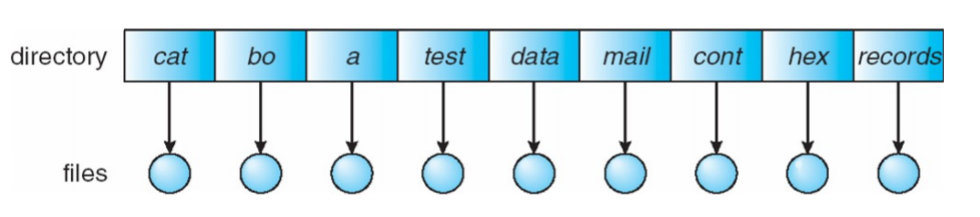 directory cat bo a test data mail cont hex records
files